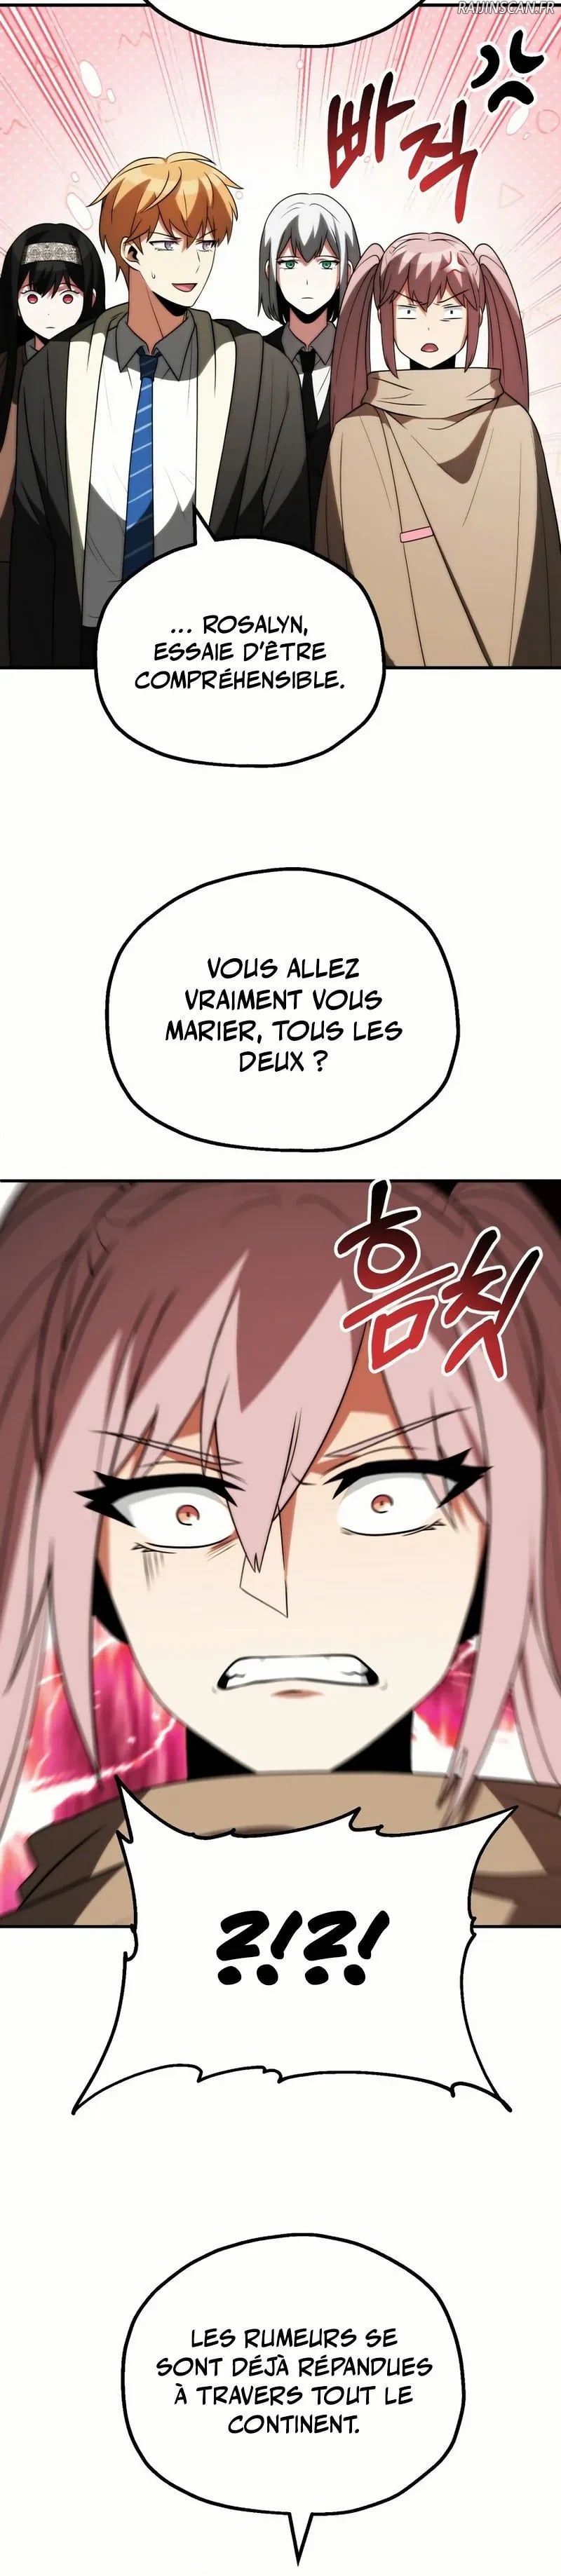 RAIJINSCAN.FR
빠직
... ROSALYN,
ESSAIE D'ÊTRE
COMPRÉHENSIBLE.
VOUS ALLEZ
VRAIMENT VOUS
MARIER, TOUS LES
DEUX ?
흠칫
?!?!
LES RUMEURS SE
SONT DÉJÀ RÉPANDUES
À TRAVERS TOUT LE
CONTINENT.